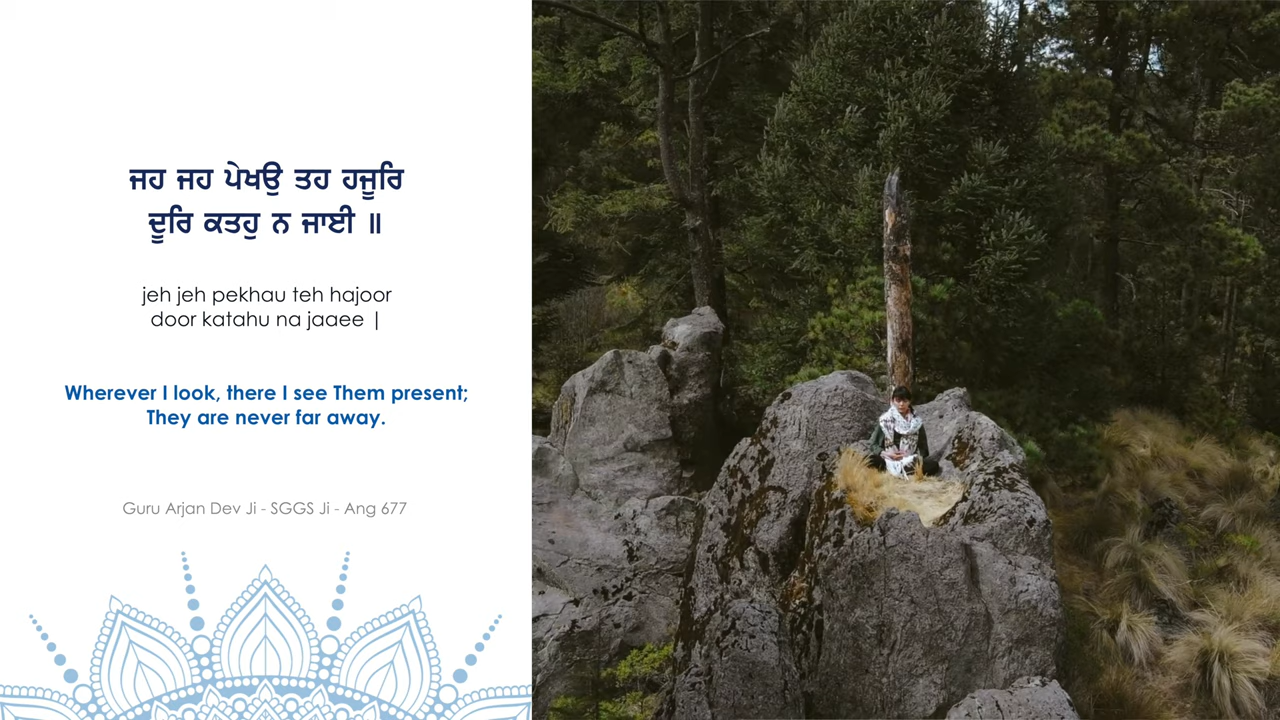 ਜਹ ਜਹ ਪੇਖਉ ਤਹ ਹਜੂਰਿ
ਦੂਰਿ ਕਤਹੁ ਨ ਜਾਈ ॥
jeh jeh pekhau teh hajoor
door katahu na jaaee |
Wherever I look, there I see Them present;
They are never far away.
Guru Arjan Dev Ji - SGGS Ji - Ang 677